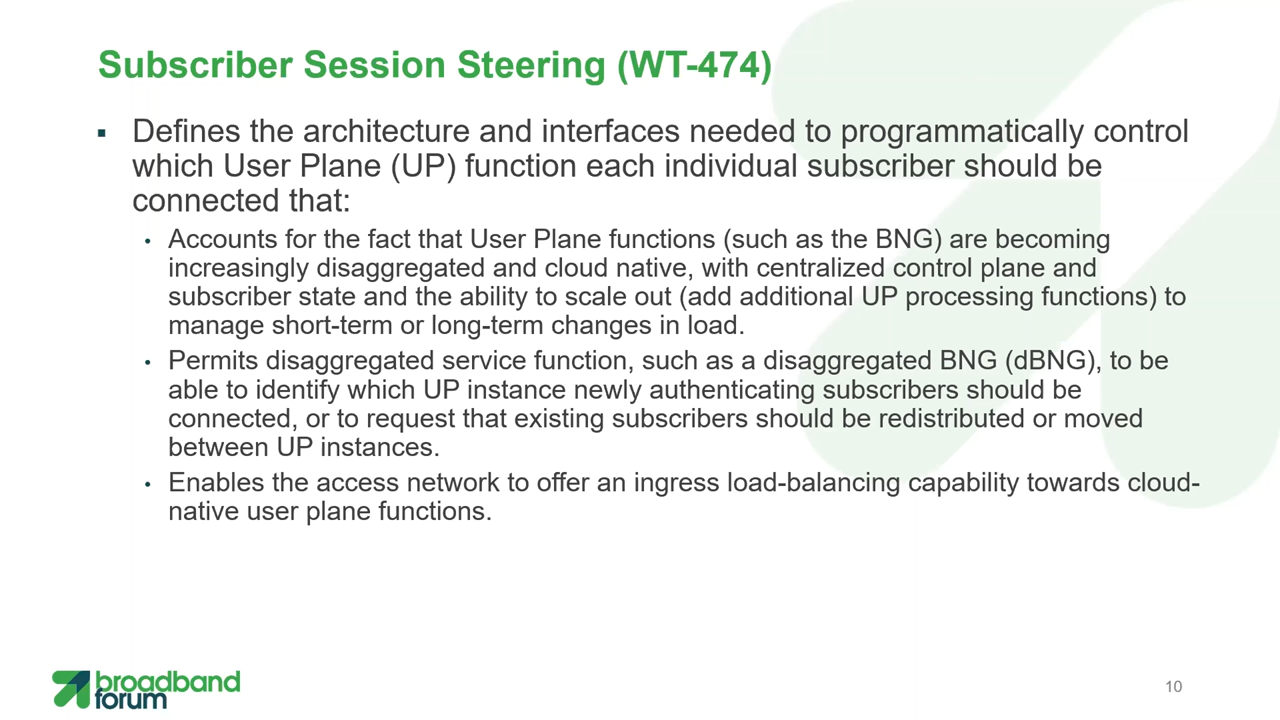 Subscriber Session Steering (WT-474)
▪ Defines the architecture and interfaces needed to programmatically control
which User Plane (UP) function each individual subscriber should be
connected that:
• Accounts for the fact that User Plane functions (such as the BNG) are becoming
increasingly disaggregated and cloud native, with centralized control plane and
subscriber state and the ability to scale out (add additional UP processing functions) to
manage short-term or long-term changes in load.
• Permits disaggregated service function, such as a disaggregated BNG (dBNG), to be
able to identify which UP instance newly authenticating subscribers should be
connected, or to request that existing subscribers should be redistributed or moved
between UP instances.
• Enables the access network to offer an ingress load-balancing capability towards cloud-
native user plane functions.
broadband
forum
10